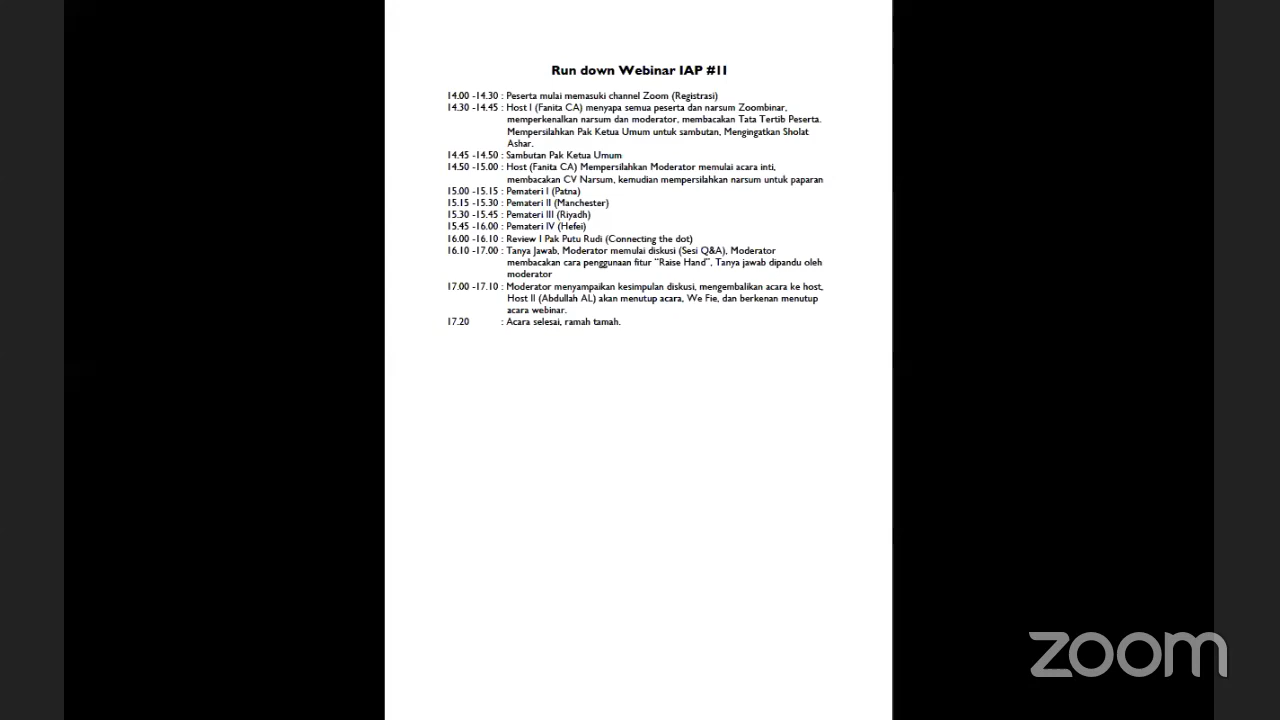 Run down Webinar IAP #11
14.00 -14.30 : Peserta mulai memasuki channel Zoom (Registrasi)
14.30 -14.45 : Host I (Fanita CA) menyapa semua peserta dan narsum Zoombinar,
memperkenalkan narsum dan moderator, membacakan Tata Tertib Peserta.
Mempersilahkan Pak Ketua Umum untuk sambutan, Mengingatkan Sholat
Ashar.
14.45 -14.50 : Sambutan Pak Ketua Umum
14.50 -15.00 : Host (Fanita CA) Mempersilahkan Moderator memulai acara inti,
membacakan CV Narsum, kemudian mempersilahkan narsum untuk paparan
15.00 -15.15 : Pemateri I (Patna)
15.15 -15.30 : Pemateri II (Manchester)
15.30 -15.45 : Pemateri III (Riyadh)
15.45 -16.00 : Pemateri IV (Hefei)
16.00 -16.10 : Review I Pak Putu Rudi (Connecting the dot)
16.10 -17.00 : Tanya Jawab, Moderator memulai diskusi (Sesi Q&A), Moderator
membacakan cara penggunaan fitur "Raise Hand", Tanya jawab dipandu oleh
moderator
17.00 -17.10 : Moderator menyampaikan kesimpulan diskusi, mengembalikan acara ke host,
Host II (Abdullah AL) akan menutup acara, We Fie, dan berkenan menutup
acara webinar.
17.20 : Acara selesai, ramah tamah.
zoom